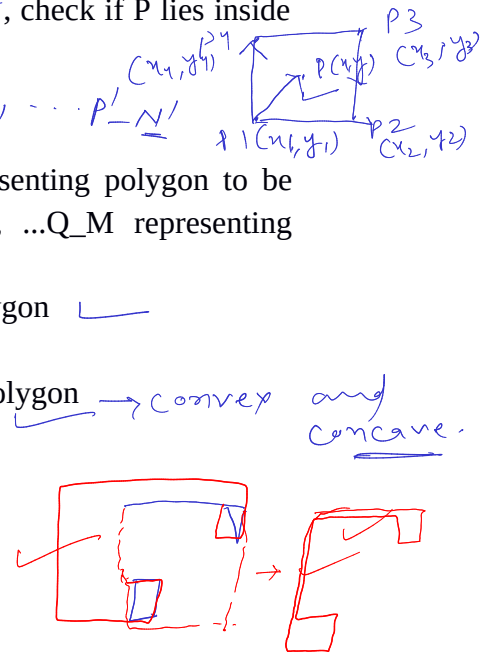 ', check if P lies inside
P3
P4
(x4, y4)
P(x,y)
(x3, y3)
, - - - . P'_N'
P1(x1,y1)
P2
(x2, y2)
senting polygon to be
, ...Q_M representing
ygon
olygon → convex and
concave.